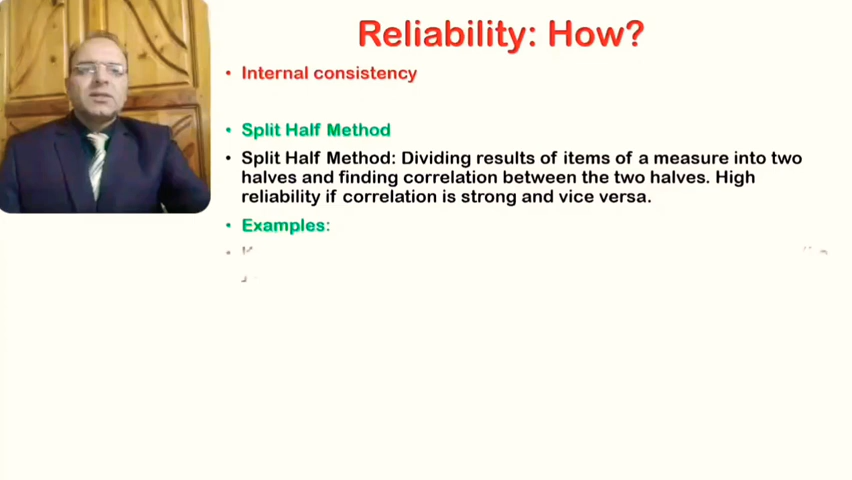 Reliability: How?
• Internal consistency
• Split Half Method
• Split Half Method: Dividing results of items of a measure into two
halves and finding correlation between the two halves. High
reliability if correlation is strong and vice versa.
• Examples: